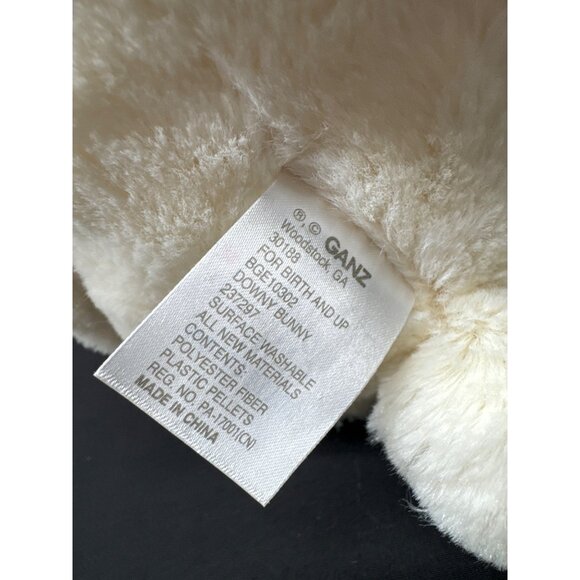 ®, © GANZ
Woodstock, GA
30188
FOR BIRTH AND UP
BGE10302
DOWNY BUNNY
237297
SURFACE WASHABLE
ALL NEW MATERIALS
CONTENTS
POLYESTER FIBER
PLASTIC PELLETS
REG. NO. PA-1700(CN)
MADE IN CHINA